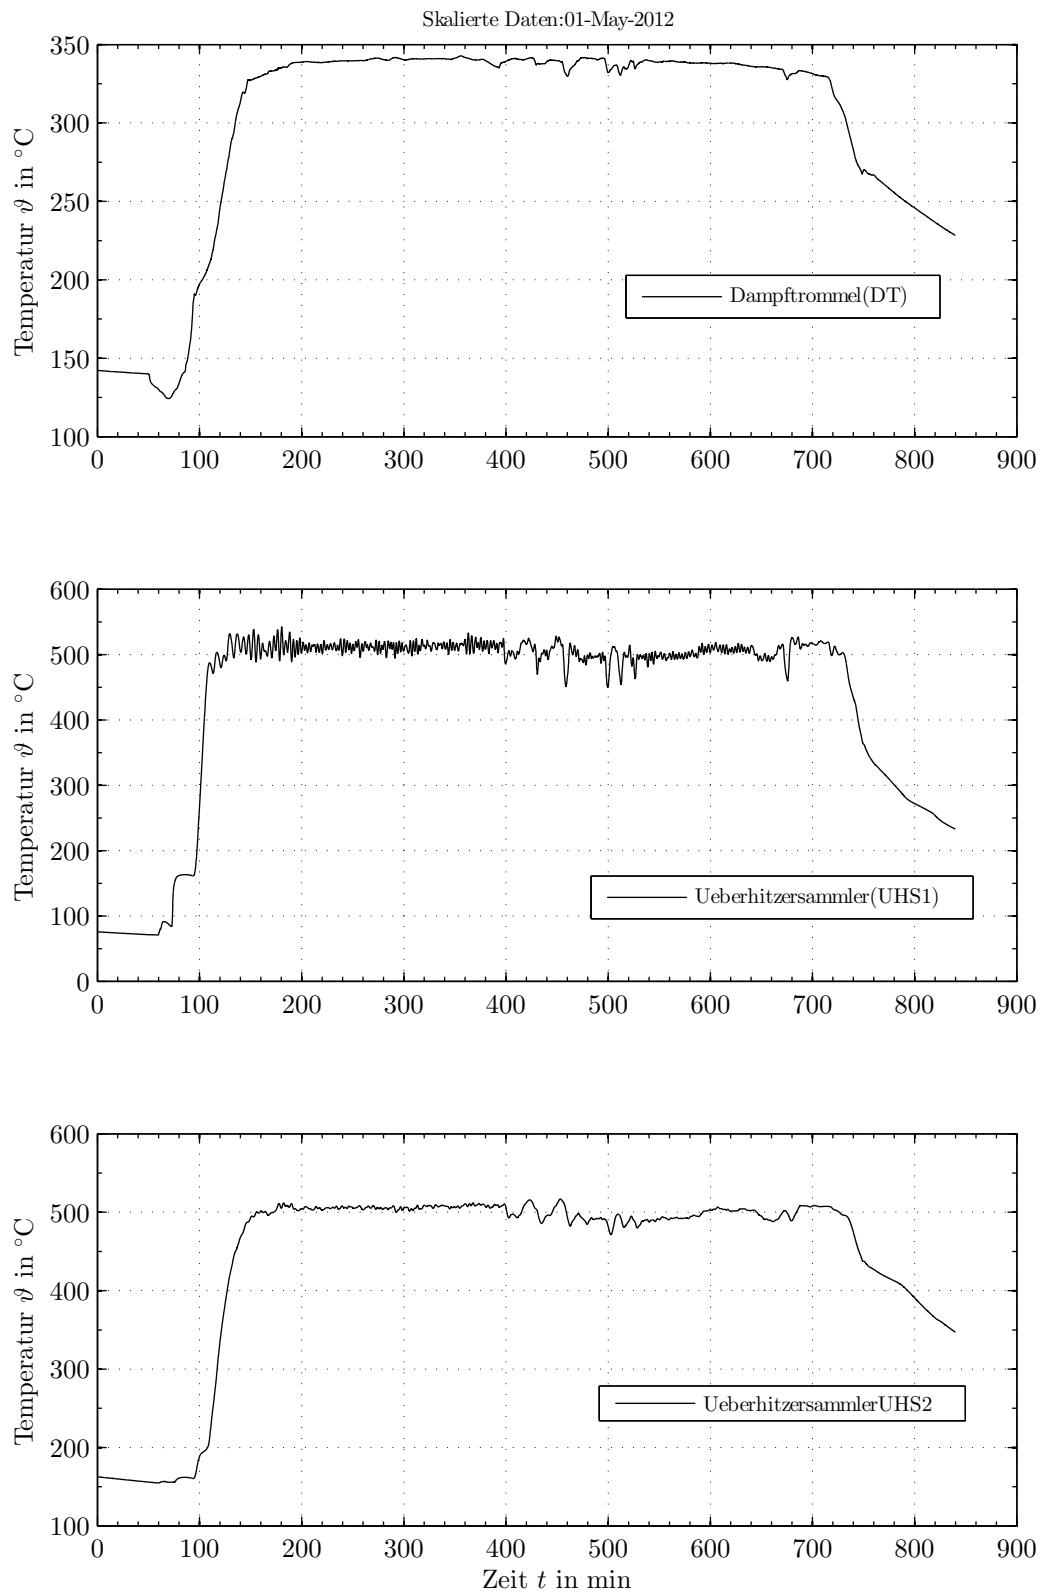 Skalierte Daten:01-May-2012
350
300
250
200
150
100
0 100 200 300 400 500 600 700 800 900
Temperatur ϑ in °C
Dampftrommel(DT)
600
500
400
300
200
100
0
0 100 200 300 400 500 600 700 800 900
Temperatur ϑ in °C
Ueberhitzersammler(UHS1)
600
500
400
300
200
100
0 100 200 300 400 500 600 700 800 900
Temperatur ϑ in °C
UeberhitzersammlerUHS2
Zeit t in min